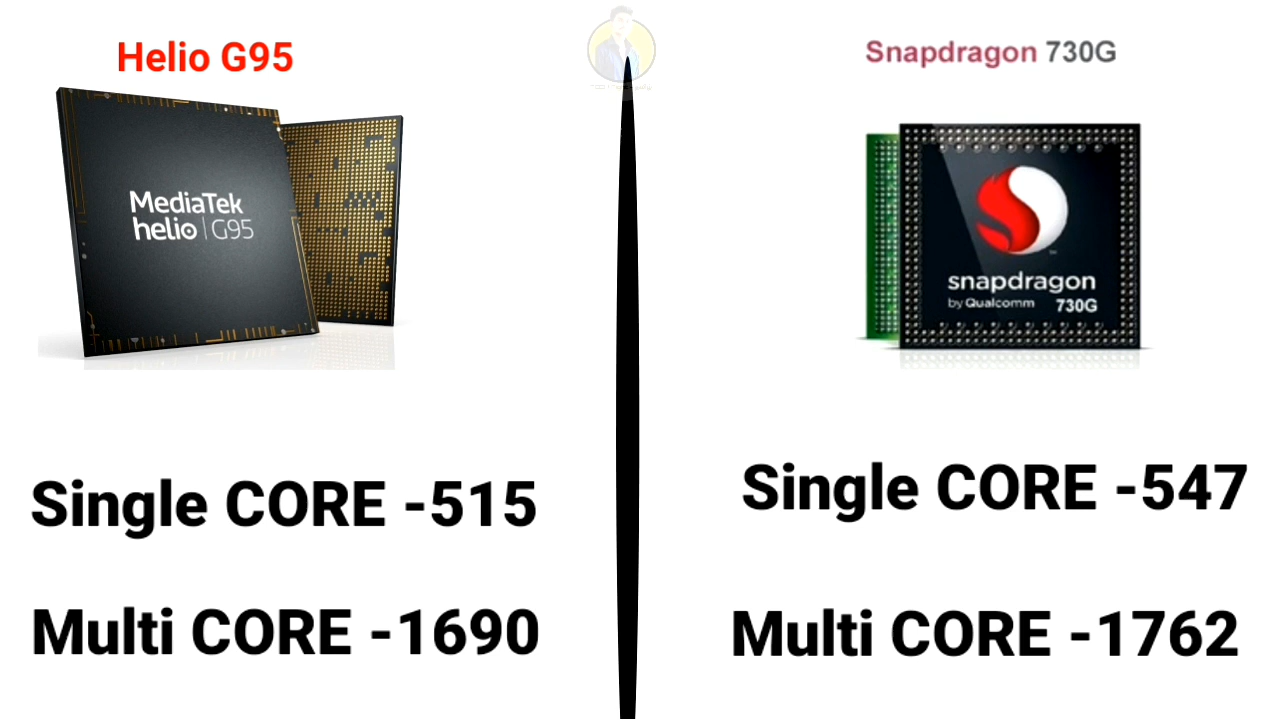 Helio G95
MediaTek
helio | G95
Single CORE -515
Multi CORE -1690
Snapdragon 730G
snapdragon
by Qualcomm 730G
Single CORE -547
Multi CORE -1762